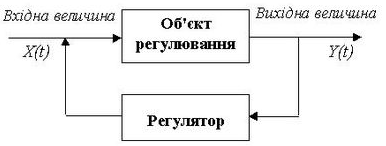 Вхідна величина
X(t)
Об'єкт
регулювання
Вихідна величина
Y(t)
Регулятор